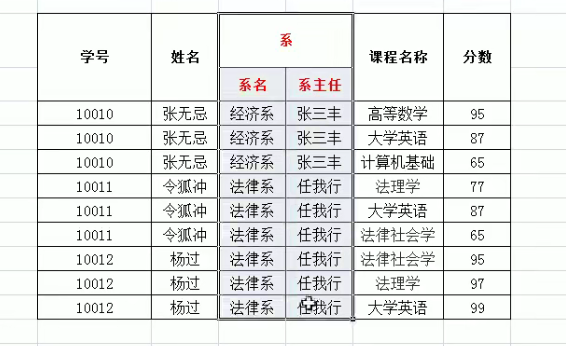 学号 姓名 系 课程名称 分数
系名 系主任
10010 张无忌 经济系 张三丰 高等数学 95
10010 张无忌 经济系 张三丰 大学英语 87
10010 张无忌 经济系 张三丰 计算机基础 65
10011 令狐冲 法律系 任我行 法理学 77
10011 令狐冲 法律系 任我行 大学英语 87
10011 令狐冲 法律系 任我行 法律社会学 65
10012 杨过 法律系 任我行 法律社会学 95
10012 杨过 法律系 任我行 法理学 97
10012 杨过 法律系 任我行 大学英语 99